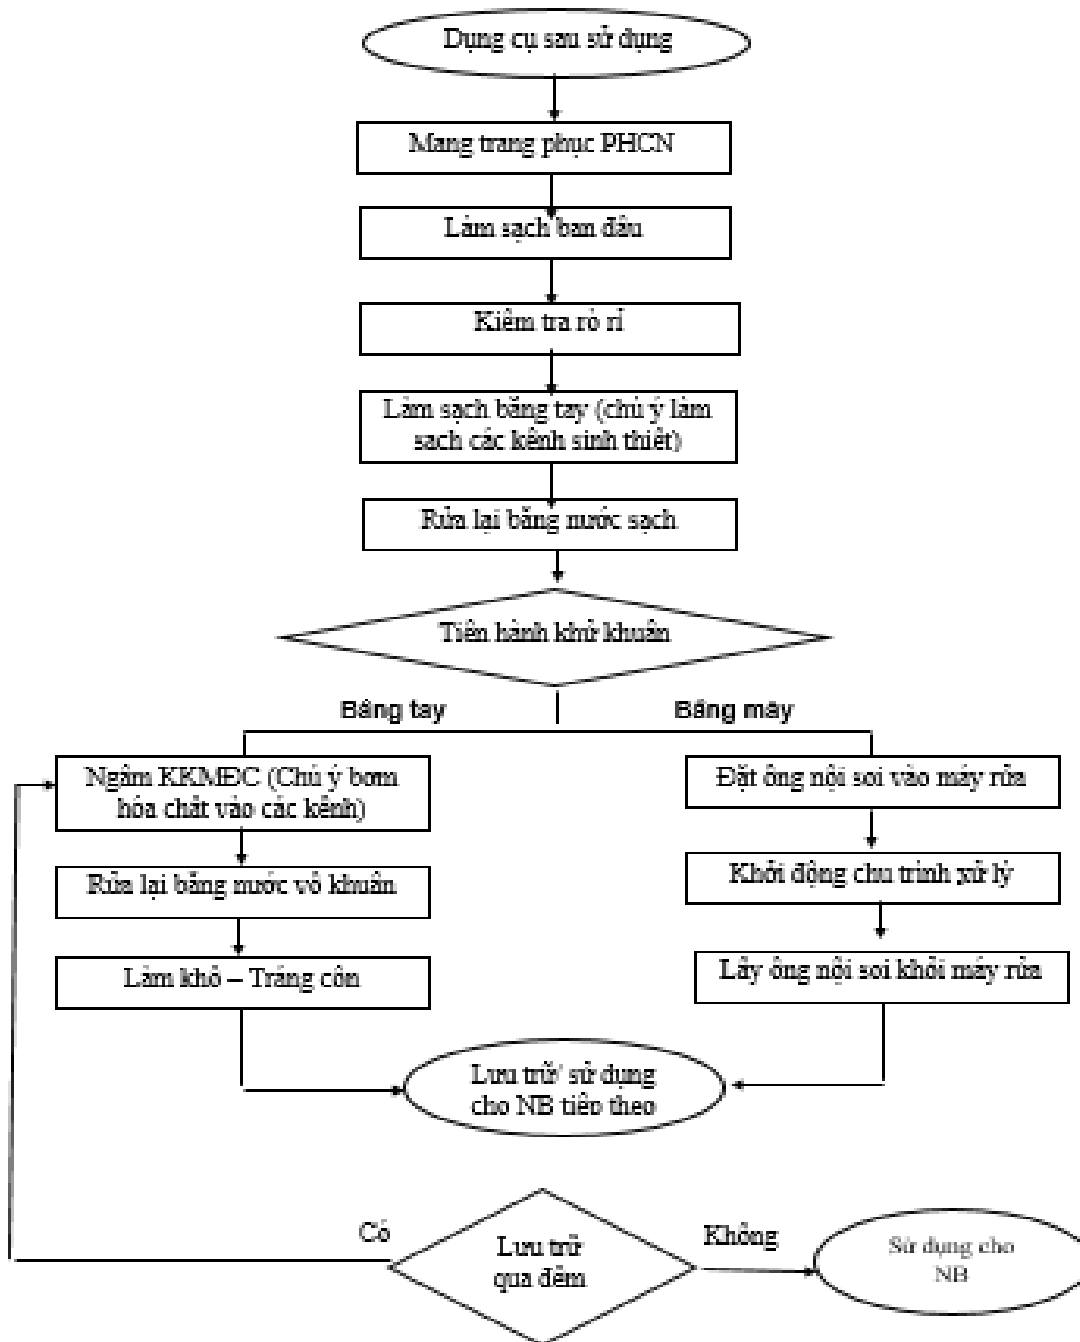 Dụng cụ sau sử dụng
Mang trang phục PHCN
Làm sạch ban đầu
Kiểm tra rò rỉ
Làm sạch bằng tay (chú ý làm
sạch các kênh sinh thiết)
Rửa lại bằng nước sạch
Tiến hành khử khuẩn
Bằng tay
Bằng máy
Ngâm KKMĐC (Chú ý bơm
hóa chất vào các kênh)
Đặt ống nội soi vào máy rửa
Rửa lại bằng nước vô khuẩn
Khởi động chu trình xử lý
Làm khô – Tráng cồn
Lấy ống nội soi khỏi máy rửa
Lưu trữ/ sử dụng
cho NB tiếp theo
Có
Lưu trữ
qua đêm
Không
Sử dụng cho
NB